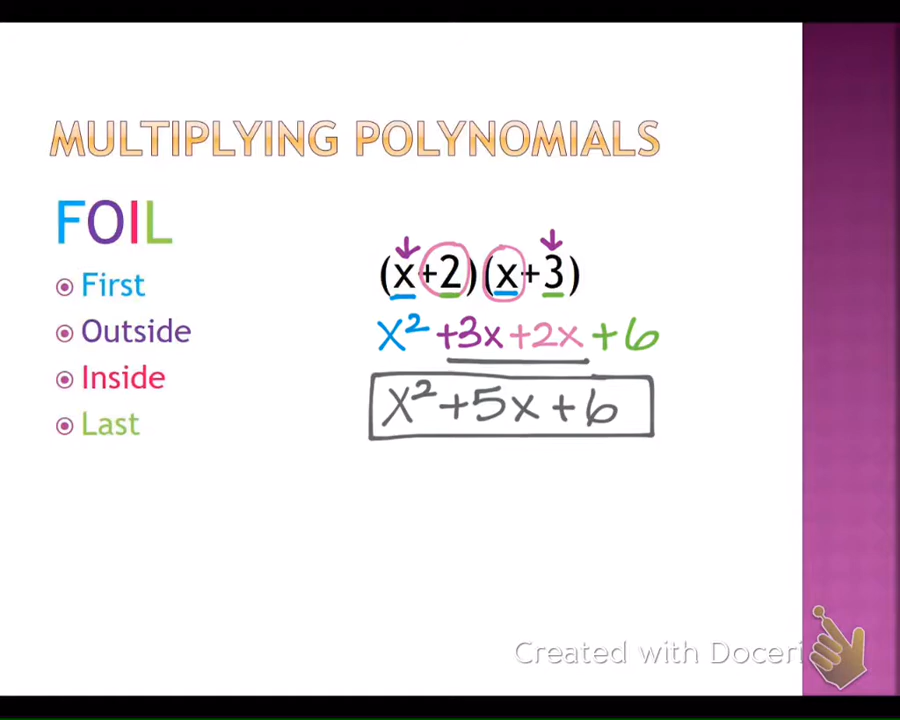 MULTIPLYING POLYNOMIALS
FOIL
First
Outside
Inside
Last
(x+2)(x+3)
x² +3x +2x +6
x² +5x +6
Created with Doceri